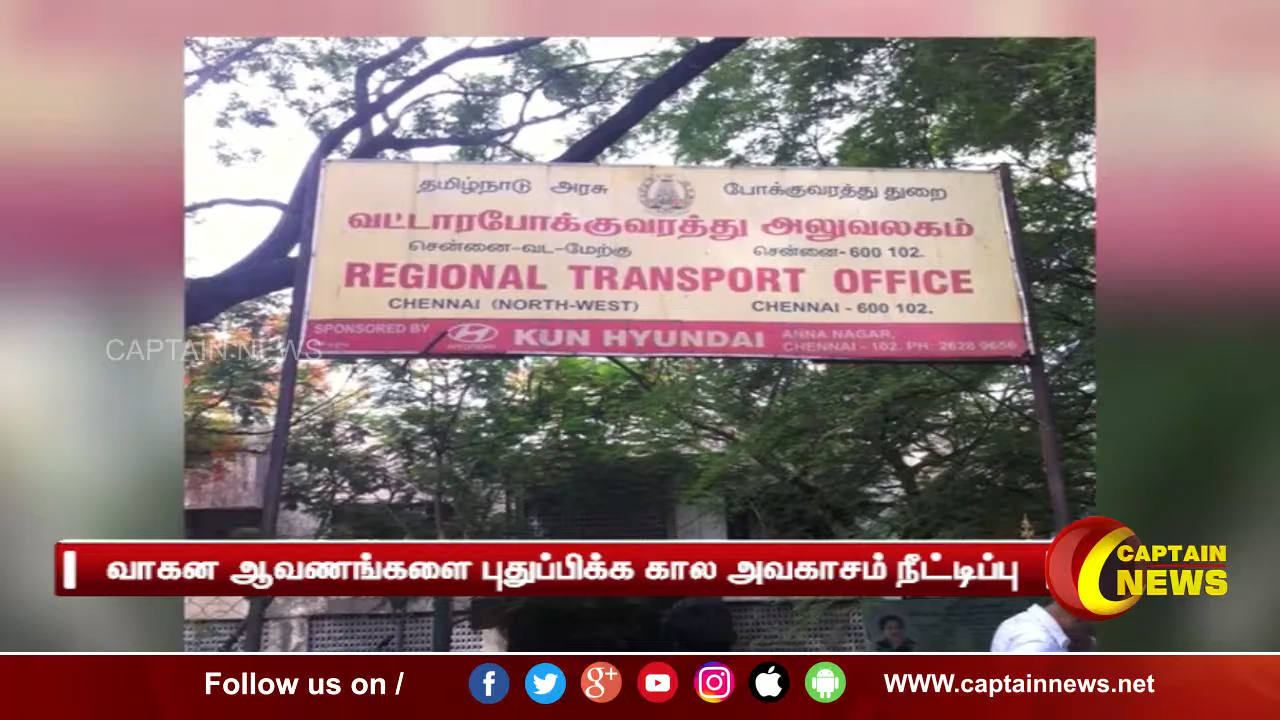 தமிழ்நாடு அரசு போக்குவரத்து துறை
வட்டாரபோக்குவரத்து அலுவலகம்
சென்னை-வட-மேற்கு சென்னை- 600 102.
REGIONAL TRANSPORT OFFICE
CHENNAI (NORTH-WEST) CHENNAI - 600 102.
SPONSORED BY HYUNDAI KUN HYUNDAI ANNA NAGAR,
CHENNAI - 102. PH: 2628 9656
CAPTAIN NEWS
வாகன ஆவணங்களை புதுப்பிக்க கால அவகாசம் நீட்டிப்பு
CAPTAIN
NEWS
Follow us on / WWW.captainnews.net